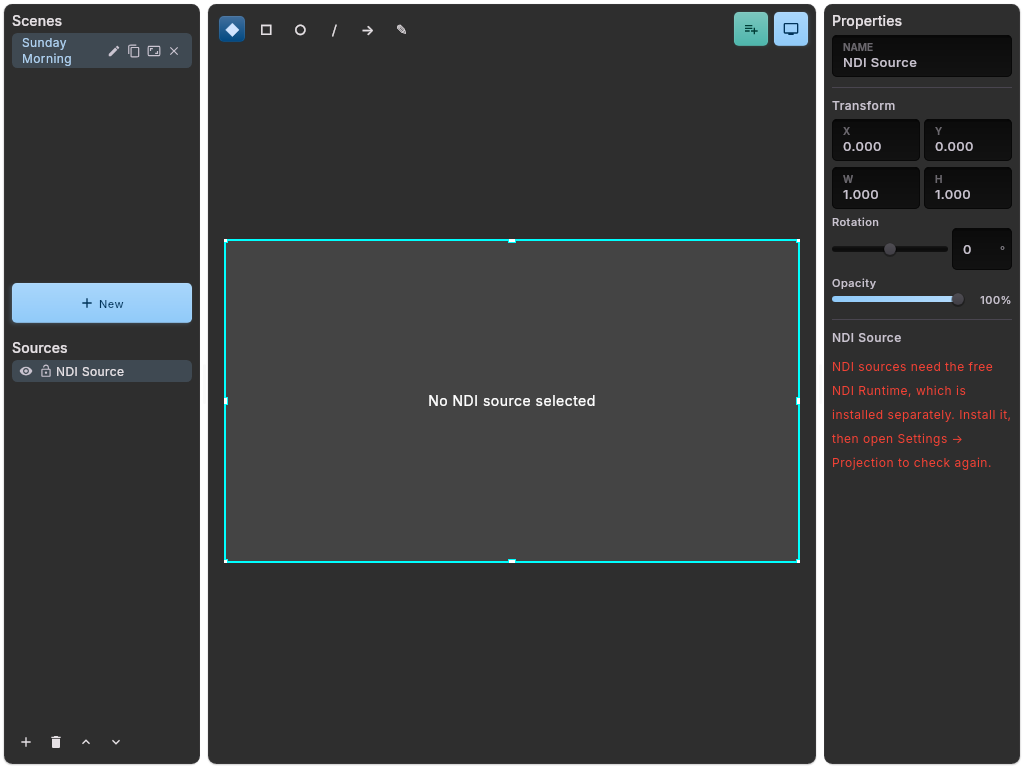 Scenes
Sunday
Morning
New
Sources
NDI Source
No NDI source selected
Properties
NAME
NDI Source
Transform
X
0.000
Y
0.000
W
1.000
H
1.000
Rotation
0 °
Opacity
100%
NDI Source
NDI sources need the free
NDI Runtime, which is
installed separately. Install it,
then open Settings →
Projection to check again.